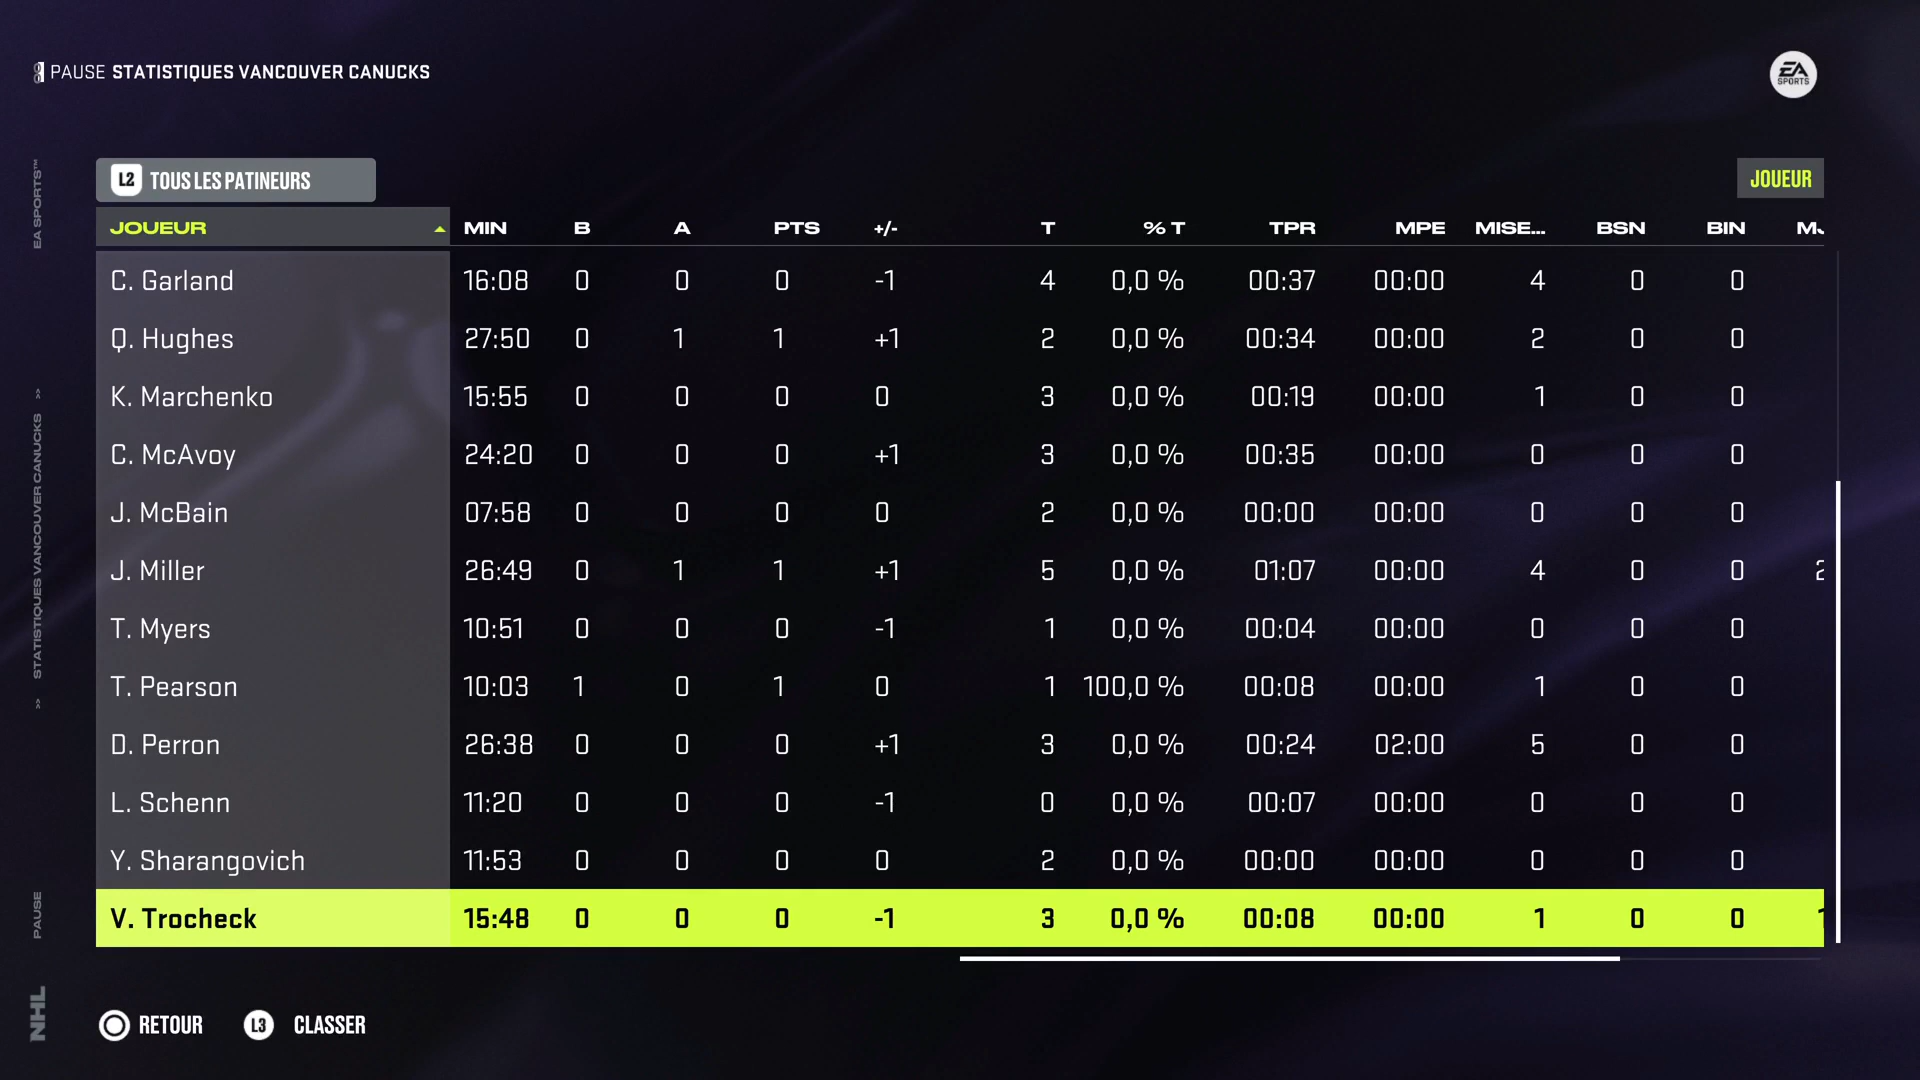 PAUSE STATISTIQUES VANCOUVER CANUCKS
EA SPORTS
L2 TOUS LES PATINEURS
JOUEUR
JOUEUR MIN B A PTS +/- T % T TPR MPE MISE... BSN BIN
C. Garland 16:08 0 0 0 -1 4 0,0 % 00:37 00:00 4 0 0
Q. Hughes 27:50 0 1 1 +1 2 0,0 % 00:34 00:00 2 0 0
K. Marchenko 15:55 0 0 0 0 3 0,0 % 00:19 00:00 1 0 0
C. McAvoy 24:20 0 0 0 +1 3 0,0 % 00:35 00:00 0 0 0
J. McBain 07:58 0 0 0 0 2 0,0 % 00:00 00:00 0 0 0
J. Miller 26:49 0 1 1 +1 5 0,0 % 01:07 00:00 4 0 0
T. Myers 10:51 0 0 0 -1 1 0,0 % 00:04 00:00 0 0 0
T. Pearson 10:03 1 0 1 0 1 100,0 % 00:08 00:00 1 0 0
D. Perron 26:38 0 0 0 +1 3 0,0 % 00:24 02:00 5 0 0
L. Schenn 11:20 0 0 0 -1 0 0,0 % 00:07 00:00 0 0 0
Y. Sharangovich 11:53 0 0 0 0 2 0,0 % 00:00 00:00 0 0 0
V. Trocheck 15:48 0 0 0 -1 3 0,0 % 00:08 00:00 1 0 0
RETOUR L3 CLASSER
NHL PAUSE >> STATISTIQUES VANCOUVER CANUCKS >> EA SPORTS™